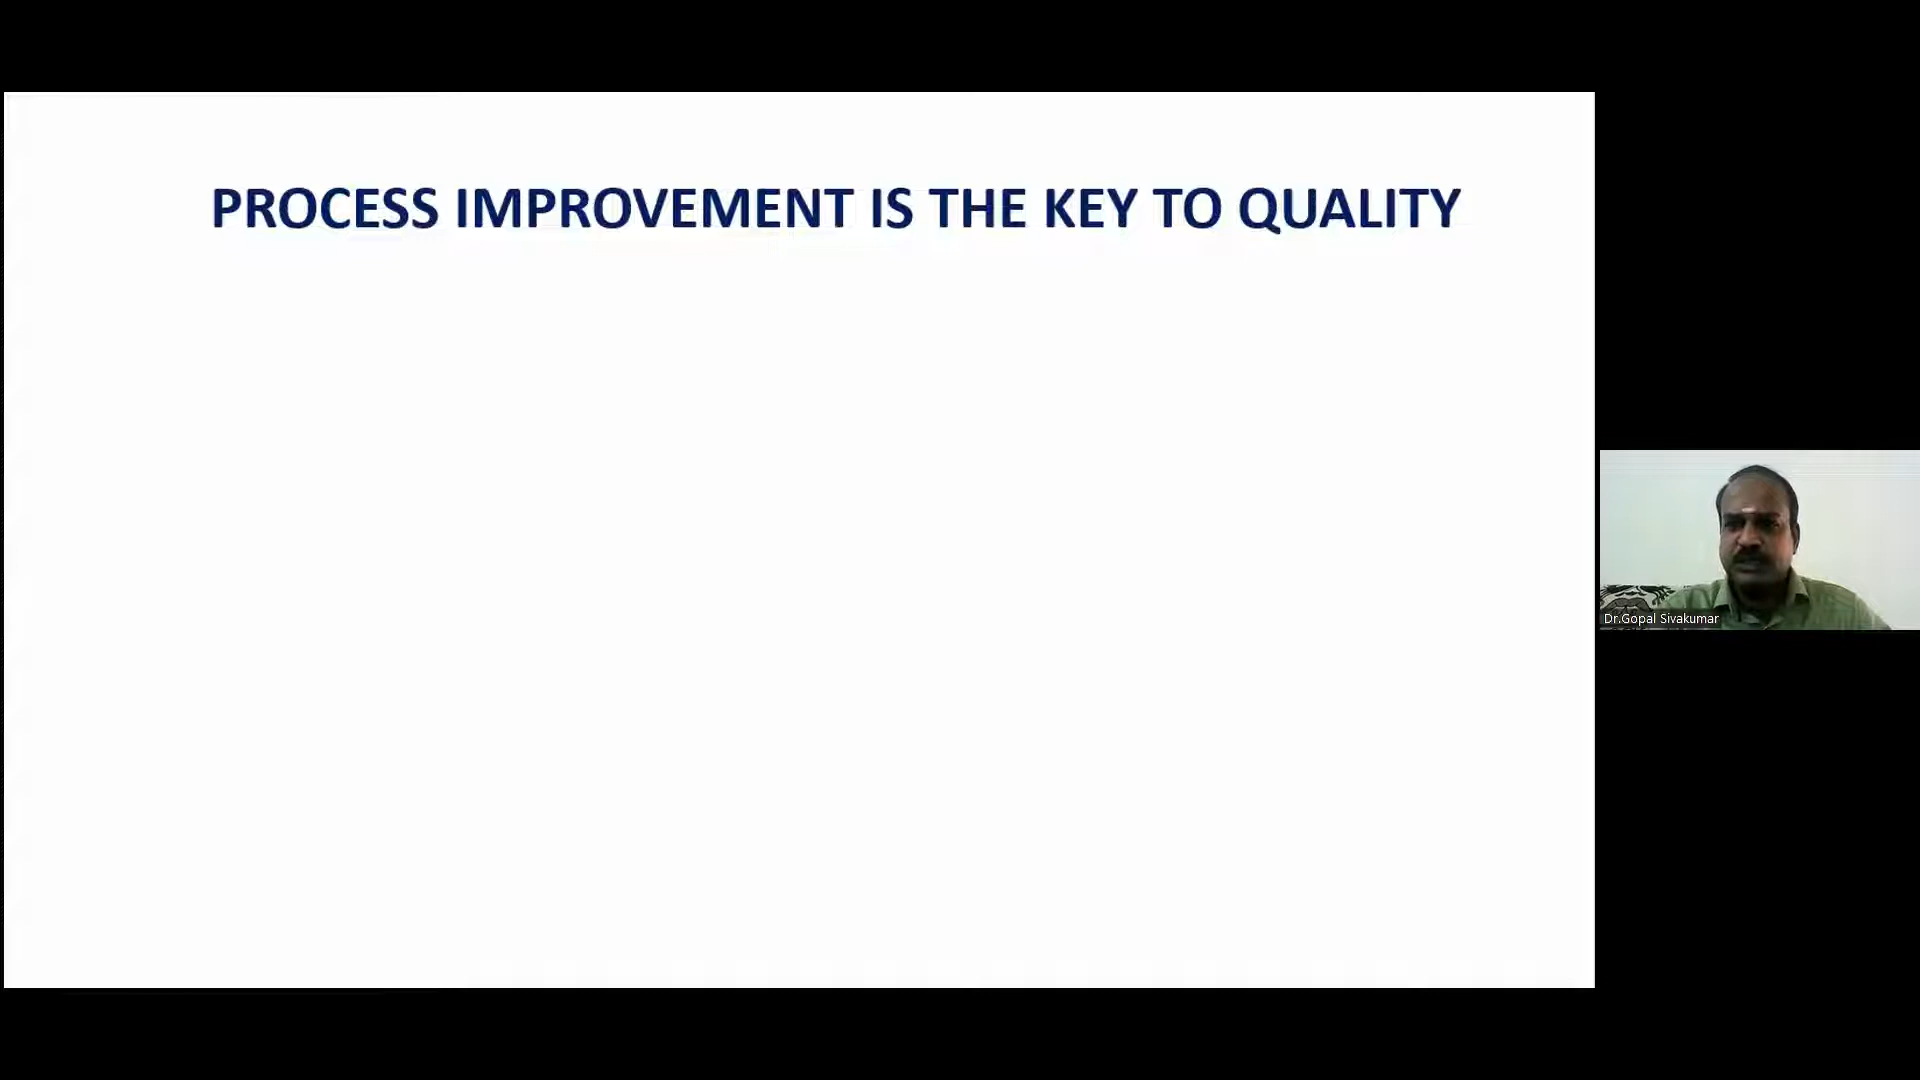 PROCESS IMPROVEMENT IS THE KEY TO QUALITY
Dr.Gopal Sivakumar